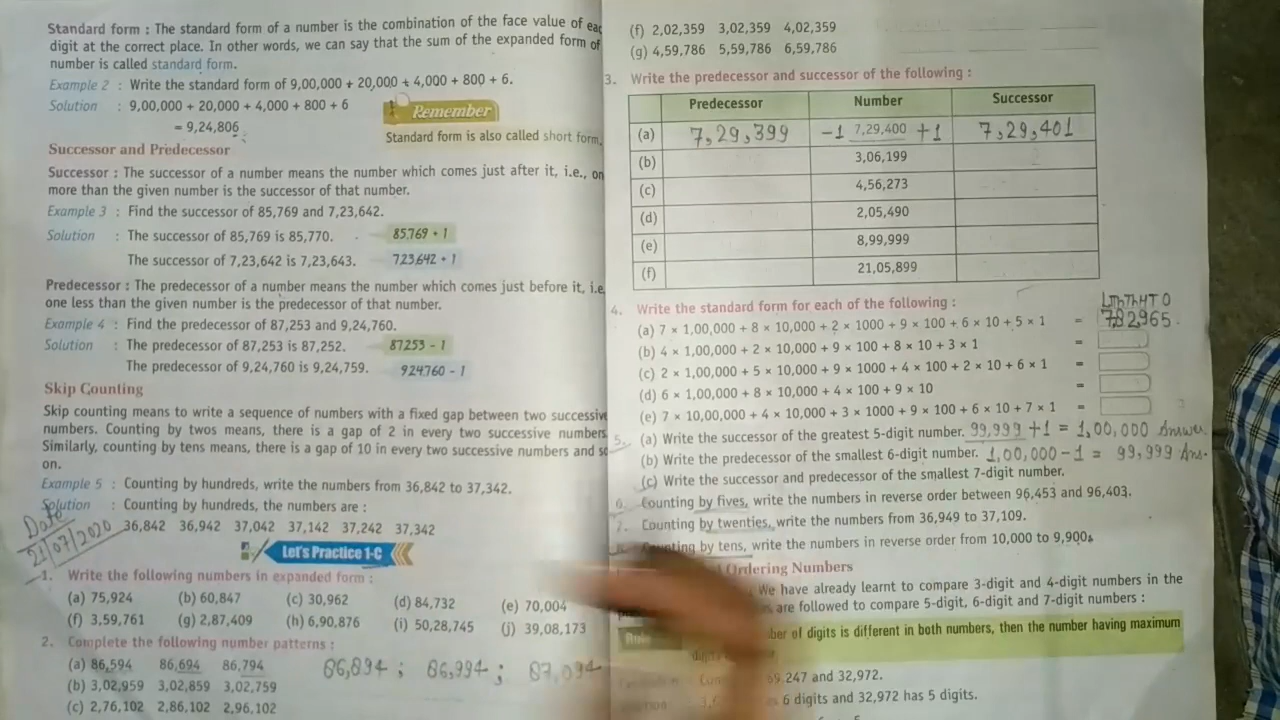 Standard form : The standard form of a number is the combination of the face value of eac
digit at the correct place. In other words, we can say that the sum of the expanded form of
number is called standard form.
Example 2 : Write the standard form of 9,00,000 + 20,000 + 4,000 + 800 + 6.
Solution : 9,00,000 + 20,000 + 4,000 + 800 + 6
= 9,24,806
Remember
Standard form is also called short form.
Successor and Predecessor
Successor : The successor of a number means the number which comes just after it, i.e., on
more than the given number is the successor of that number.
Example 3 : Find the successor of 85,769 and 7,23,642.
Solution : The successor of 85,769 is 85,770. 85,769 + 1
The successor of 7,23,642 is 7,23,643. 7,23,642 + 1
Predecessor : The predecessor of a number means the number which comes just before it, i.e
one less than the given number is the predecessor of that number.
Example 4 : Find the predecessor of 87,253 and 9,24,760.
Solution : The predecessor of 87,253 is 87,252. 87253 - 1
The predecessor of 9,24,760 is 9,24,759. 924760 - 1
Skip Counting
Skip counting means to write a sequence of numbers with a fixed gap between two successive
numbers. Counting by twos means, there is a gap of 2 in every two successive numbers
Similarly, counting by tens means, there is a gap of 10 in every two successive numbers and so
on.
Example 5 : Counting by hundreds, write the numbers from 36,842 to 37,342.
Solution : Counting by hundreds, the numbers are :
36,842 36,942 37,042 37,142 37,242 37,342
Date
21/07/2020
Let's Practice 1-C
1. Write the following numbers in expanded form :
(a) 75,924 (b) 60,847 (c) 30,962 (d) 84,732 (e) 70,004
(f) 3,59,761 (g) 2,87,409 (h) 6,90,876 (i) 50,28,745 (j) 39,08,173
2. Complete the following number patterns :
(a) 86,594 86,694 86,794 86,894 ; 86,994 ; 87,094
(b) 3,02,959 3,02,859 3,02,759
(c) 2,76,102 2,86,102 2,96,102
(f) 2,02,359 3,02,359 4,02,359
(g) 4,59,786 5,59,786 6,59,786
3. Write the predecessor and successor of the following :
Predecessor Number Successor
(a) 7,29,399 -1 7,29,400 +1 7,29,401
(b) 3,06,199
(c) 4,56,273
(d) 2,05,490
(e) 8,99,999
(f) 21,05,899
4. Write the standard form for each of the following :
(a) 7 × 1,00,000 + 8 × 10,000 + 2 × 1000 + 9 × 100 + 6 × 10 + 5 × 1 = 782965
(b) 4 × 1,00,000 + 2 × 10,000 + 9 × 100 + 8 × 10 + 3 × 1 =
(c) 2 × 1,00,000 + 5 × 10,000 + 9 × 1000 + 4 × 100 + 2 × 10 + 6 × 1 =
(d) 6 × 1,00,000 + 8 × 10,000 + 4 × 100 + 9 × 10 =
(e) 7 × 10,00,000 + 4 × 10,000 + 3 × 1000 + 9 × 100 + 6 × 10 + 7 × 1 =
5. (a) Write the successor of the greatest 5-digit number. 99,999 +1 = 1,00,000 Answer
(b) Write the predecessor of the smallest 6-digit number. 1,00,000 - 1 = 99,999 Ans.
(c) Write the successor and predecessor of the smallest 7-digit number.
6. Counting by fives, write the numbers in reverse order between 96,453 and 96,403.
7. Counting by twenties, write the numbers from 36,949 to 37,109.
Counting by tens, write the numbers in reverse order from 10,000 to 9,900.
Ordering Numbers
We have already learnt to compare 3-digit and 4-digit numbers in the
are followed to compare 5-digit, 6-digit and 7-digit numbers :
Rule
of digits is different in both numbers, then the number having maximum
and 32,972.
6 digits and 32,972 has 5 digits.